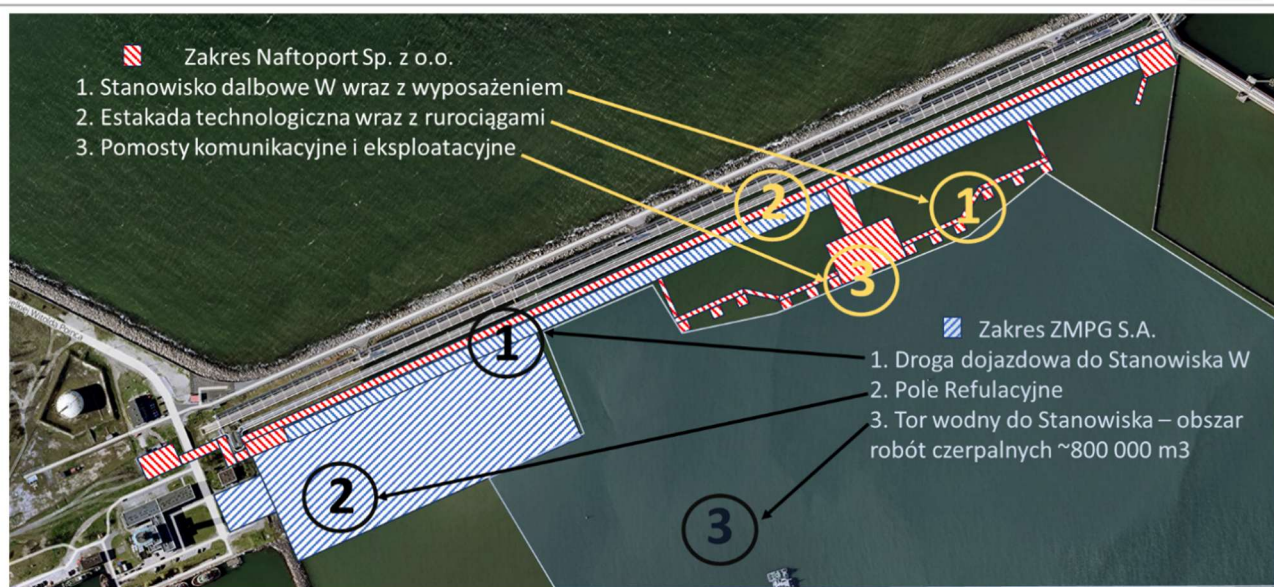 Zakres Naftoport Sp. z o.o.
1. Stanowisko dalbowe W wraz z wyposażeniem
2. Estakada technologiczna wraz z rurociągami
3. Pomosty komunikacyjne i eksploatacyjne
2
1
3
1
Zakres ZMPG S.A.
1. Droga dojazdowa do Stanowiska W
2. Pole Refulacyjne
3. Tor wodny do Stanowiska – obszar
robót czerpalnych ~800 000 m3
2
3